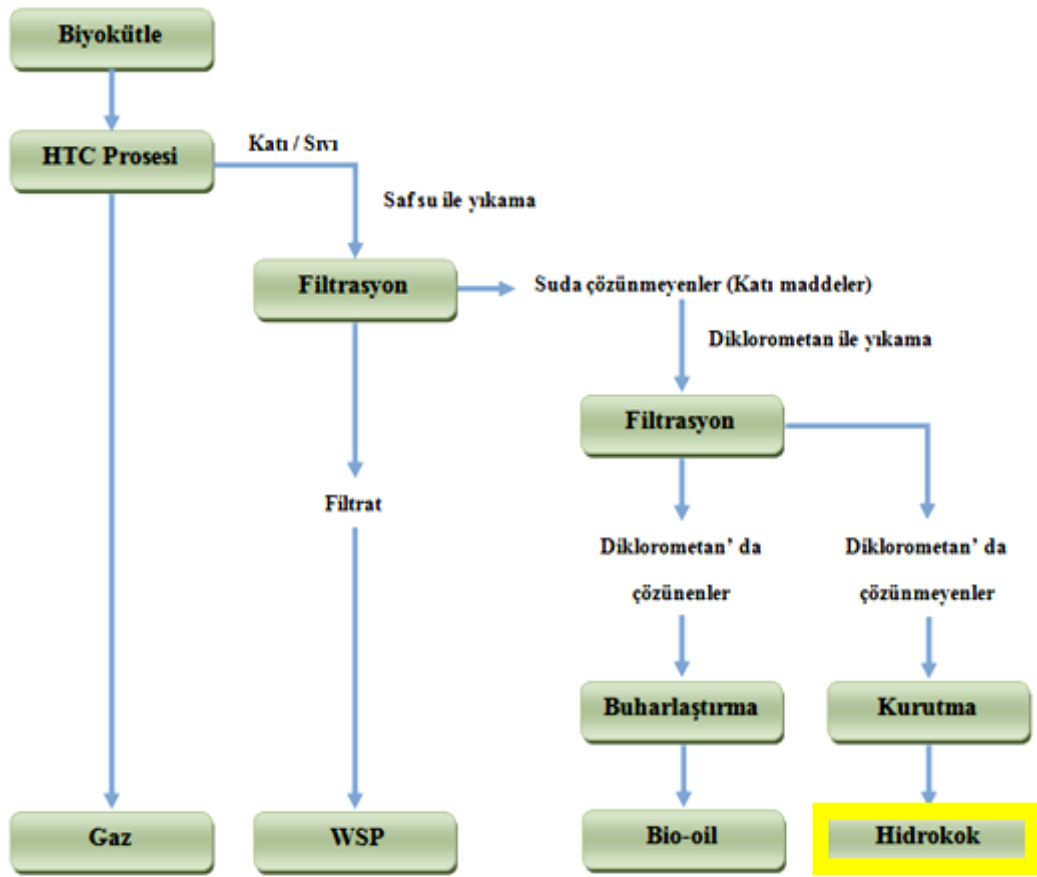 Biyokütle
HTC Prosesi
Katı / Sıvı
Saf su ile yıkama
Filtrasyon
Suda çözünmeyenler (Katı maddeler)
Diklorometan ile yıkama
Filtrasyon
Filtrat
Diklorometan’ da
çözünenler
Diklorometan’ da
çözünmeyenler
Buharlaştırma
Kurutma
Gaz
WSP
Bio-oil
Hidrokok